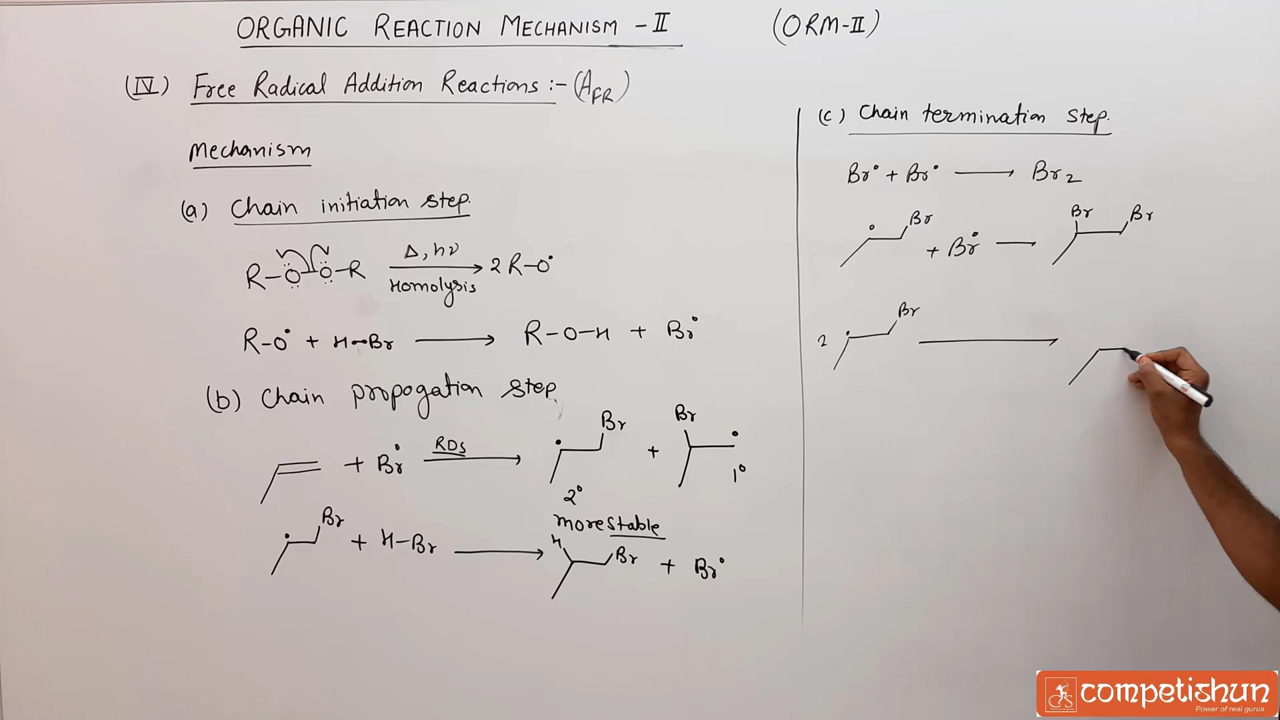 ORGANIC REACTION MECHANISM - II (ORM-II)
(IV) Free Radical Addition Reactions :- (AFR)
Mechanism
(a) Chain initiation step.
R-O O-R Δ, hν Homolysis 2 R-O•
R-O• + H-Br ⟶ R-O-H + Br•
(b) Chain propogation step.
+ Br• RDS ⟶ Br + Br
2° 1°
more stable
Br + H-Br ⟶ H Br + Br•
(c) Chain termination step.
Br• + Br• ⟶ Br2
Br + Br• ⟶ Br Br
2 Br ⟶
competishun
Power of real gurus